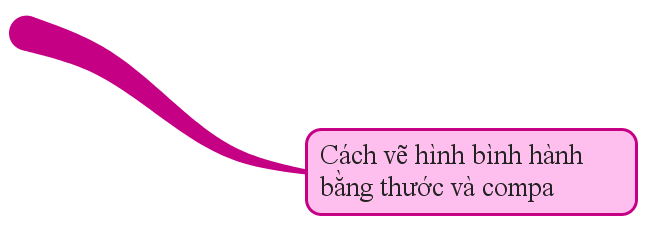 Cách vẽ hình bình hành
bằng thước và compa